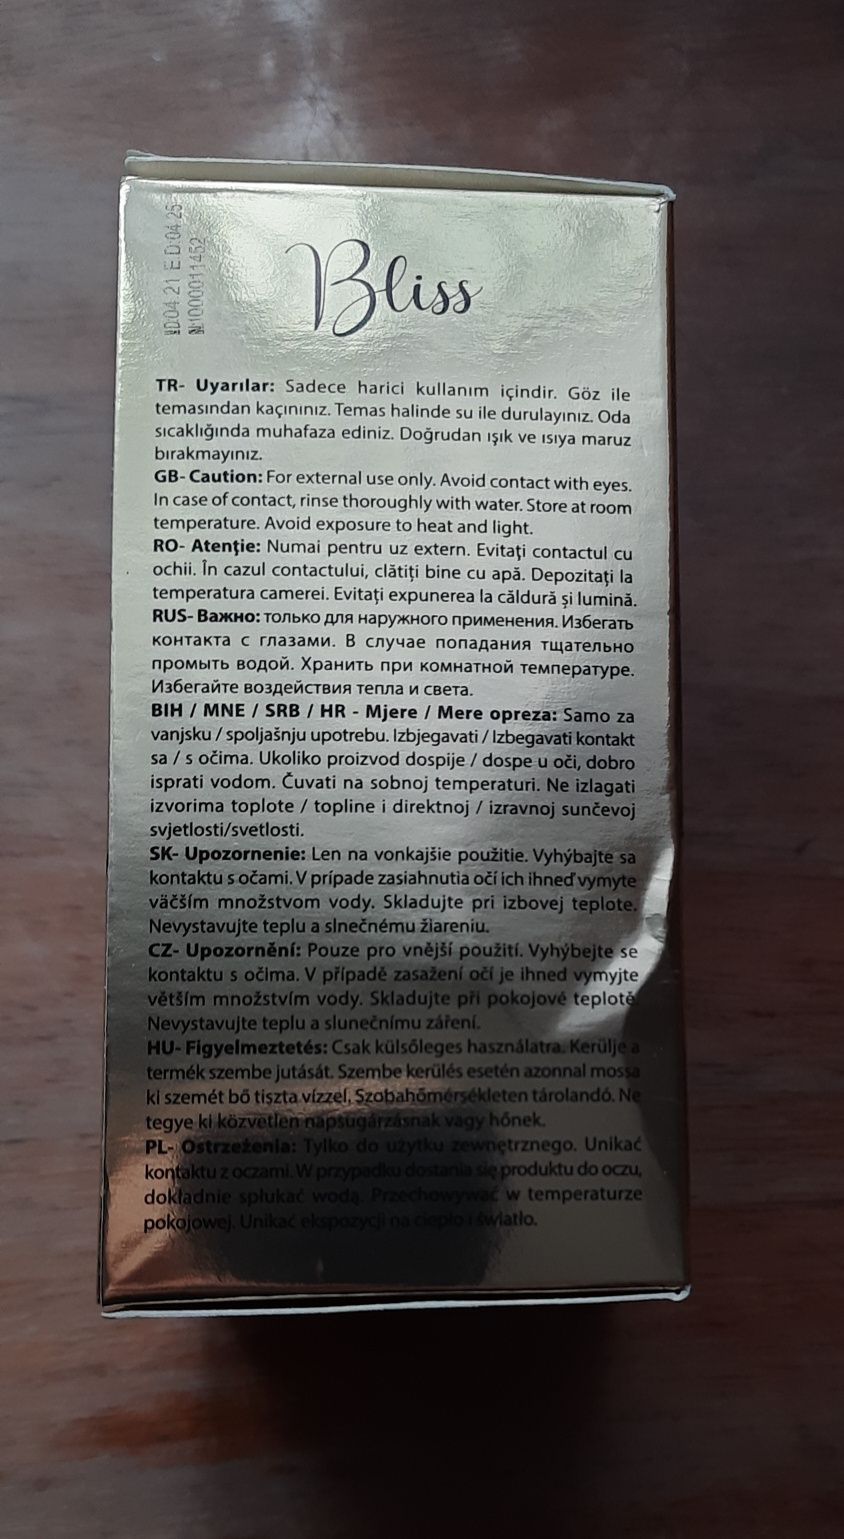 ID:04 21 E.D:04 25
N1000011452
Bliss
TR- Uyarılar: Sadece harici kullanım içindir. Göz ile
temasından kaçınınız. Temas halinde su ile durulayınız. Oda
sıcaklığında muhafaza ediniz. Doğrudan ışık ve ısıya maruz
bırakmayınız.
GB- Caution: For external use only. Avoid contact with eyes.
In case of contact, rinse thoroughly with water. Store at room
temperature. Avoid exposure to heat and light.
RO- Atenţie: Numai pentru uz extern. Evitaţi contactul cu
ochii. În cazul contactului, clătiți bine cu apă. Depozitaţi la
temperatura camerei. Evitaţi expunerea la căldură şi lumină.
RUS- Важно: только для наружного применения. Избегать
контакта с глазами. В случае попадания тщательно
промыть водой. Хранить при комнатной температуре.
Избегайте воздействия тепла и света.
BIH / MNE / SRB / HR - Mjere / Mere opreza: Samo za
vanjsku / spoljašnju upotrebu. Izbjegavati / Izbegavati kontakt
sa / s očima. Ukoliko proizvod dospije / dospe u oči, dobro
isprati vodom. Čuvati na sobnoj temperaturi. Ne izlagati
izvorima toplote / topline i direktnoj / izravnoj sunčevoj
svjetlosti/svetlosti.
SK- Upozornenie: Len na vonkajšie použitie. Vyhýbajte sa
kontaktu s očami. V prípade zasiahnutia očí ich ihneď vymyte
väčším množstvom vody. Skladujte pri izbovej teplote.
Nevystavujte teplu a slnečnému žiareniu.
CZ- Upozornění: Pouze pro vnější použití. Vyhýbejte se
kontaktu s očima. V případě zasažení očí je ihned vymyjte
větším množstvím vody. Skladujte při pokojové teplotě.
Nevystavujte teplu a slunečnímu záření.
HU- Figyelmeztetés: Csak külsőleges használatra. Kerülje a
termék szembe jutását. Szembe kerülés esetén azonnal mossa
ki szemét bő tiszta vízzel. Szobahőmérsékleten tárolandó. Ne
tegye ki közvetlen napsugárzásnak vagy hőnek.
PL- Ostrzeżenia: Tylko do użytku zewnętrznego. Unikać
kontaktu z oczami. W przypadku dostania się produktu do oczu,
dokładnie spłukać wodą. Przechowywać w temperaturze
pokojowej. Unikać ekspozycji na ciepło i światło.